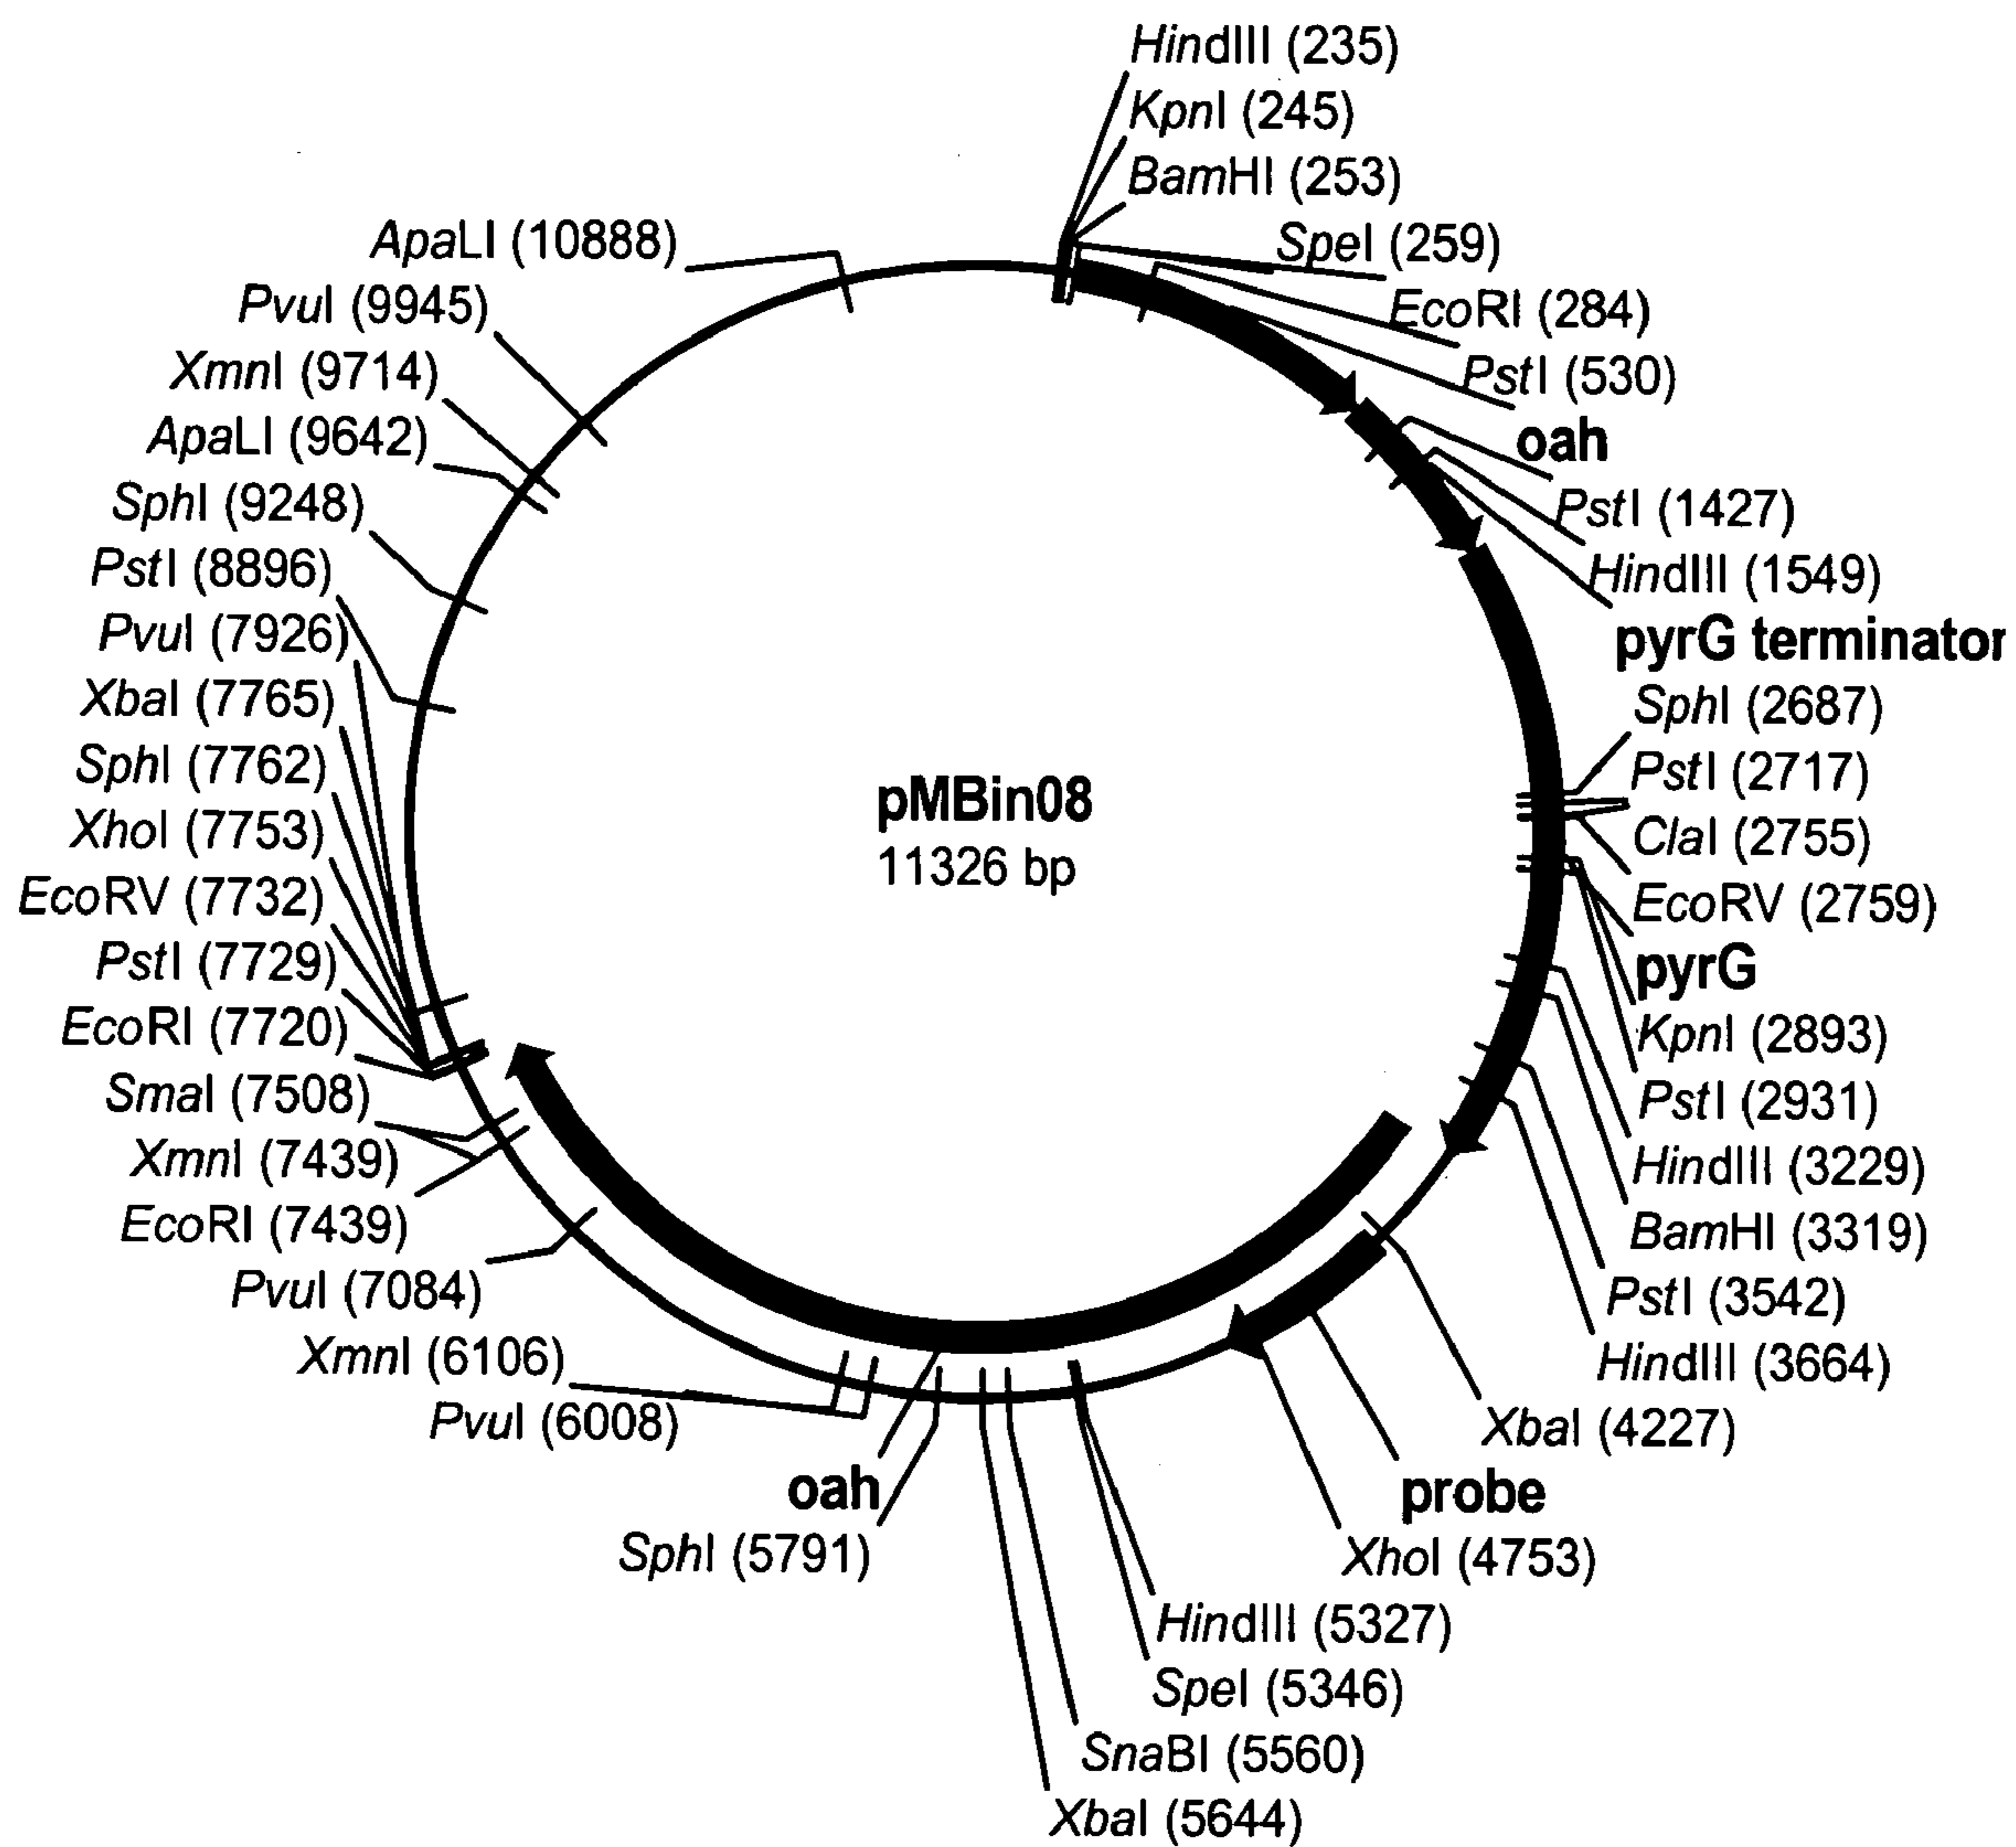 HindIII (235)
KpnI (245)
BamHI (253)
SpeI (259)
EcoRI (284)
PstI (530)
oah
PstI (1427)
HindIII (1549)
pyrG terminator
SphI (2687)
PstI (2717)
ClaI (2755)
EcoRV (2759)
pyrG
KpnI (2893)
PstI (2931)
HindIII (3229)
BamHI (3319)
PstI (3542)
HindIII (3664)
XbaI (4227)
probe
XhoI (4753)
HindIII (5327)
SpeI (5346)
SnaBI (5560)
XbaI (5644)
SphI (5791)
oah
PvuI (6008)
XmnI (6106)
PvuI (7084)
EcoRI (7439)
XmnI (7439)
SmaI (7508)
EcoRI (7720)
PstI (7729)
EcoRV (7732)
XhoI (7753)
SphI (7762)
XbaI (7765)
PvuI (7926)
PstI (8896)
SphI (9248)
ApaLI (9642)
XmnI (9714)
PvuI (9945)
ApaLI (10888)
pMBin08
11326 bp